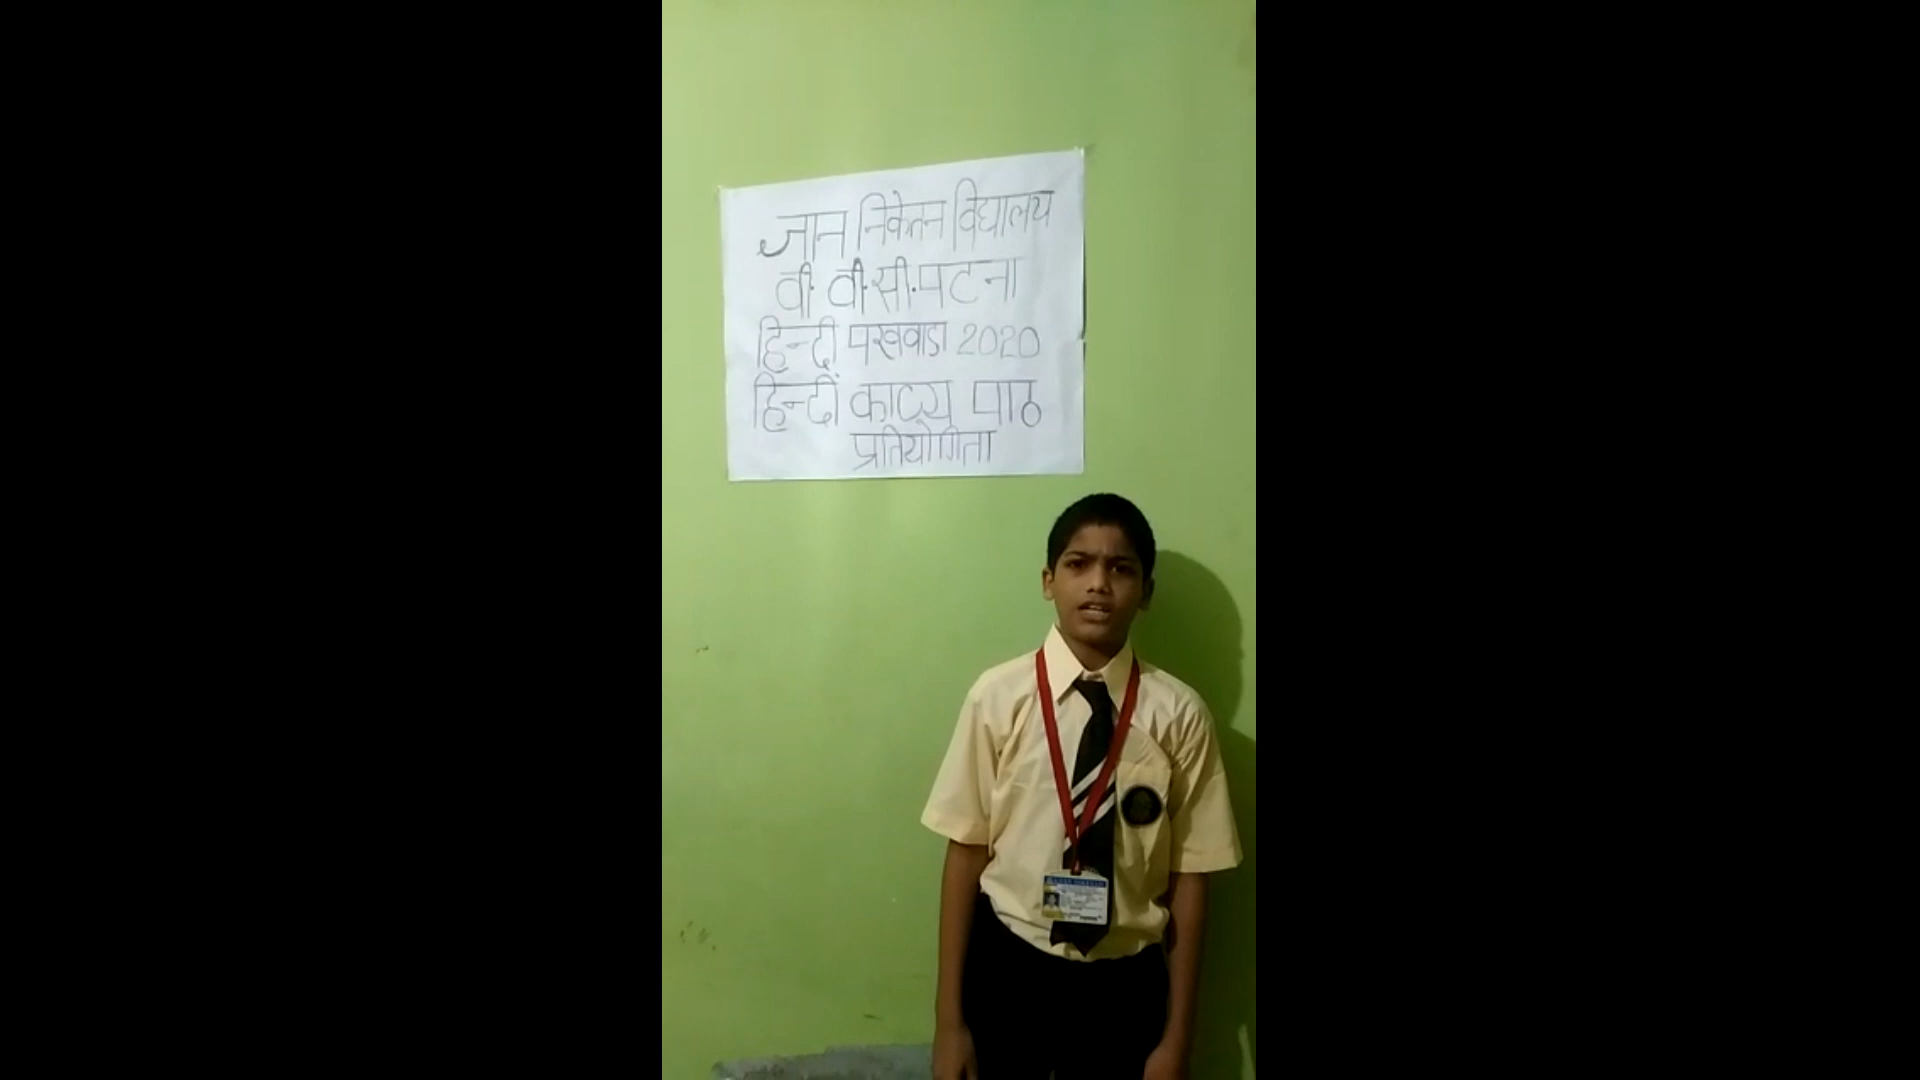 ज्ञान निकेतन विद्यालय
वी. वी. सी. पटना
हिन्दी पखवाडा 2020
हिन्दीं काव्य पाठ
प्रतियोगिता